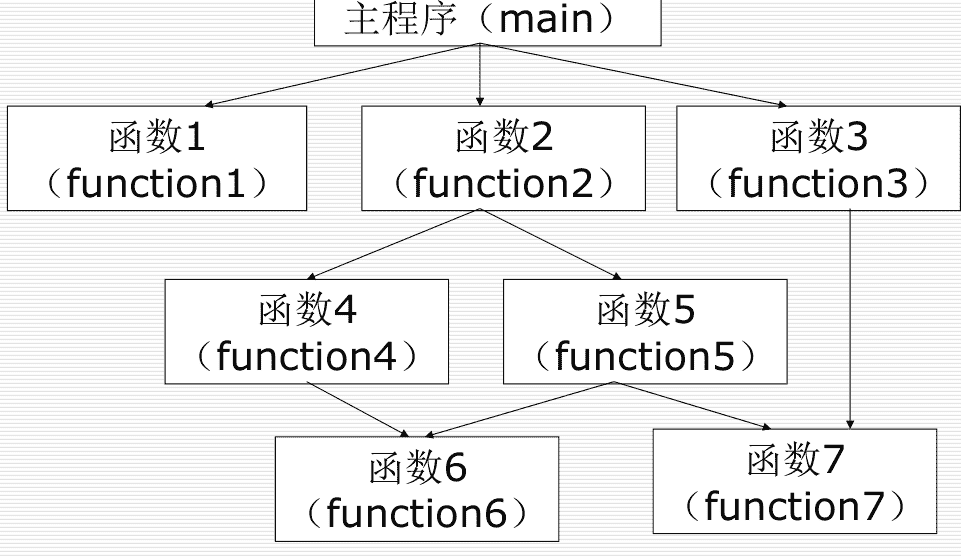 主程序（main）
函数1
（function1）
函数2
（function2）
函数3
（function3）
函数4
（function4）
函数5
（function5）
函数6
（function6）
函数7
（function7）